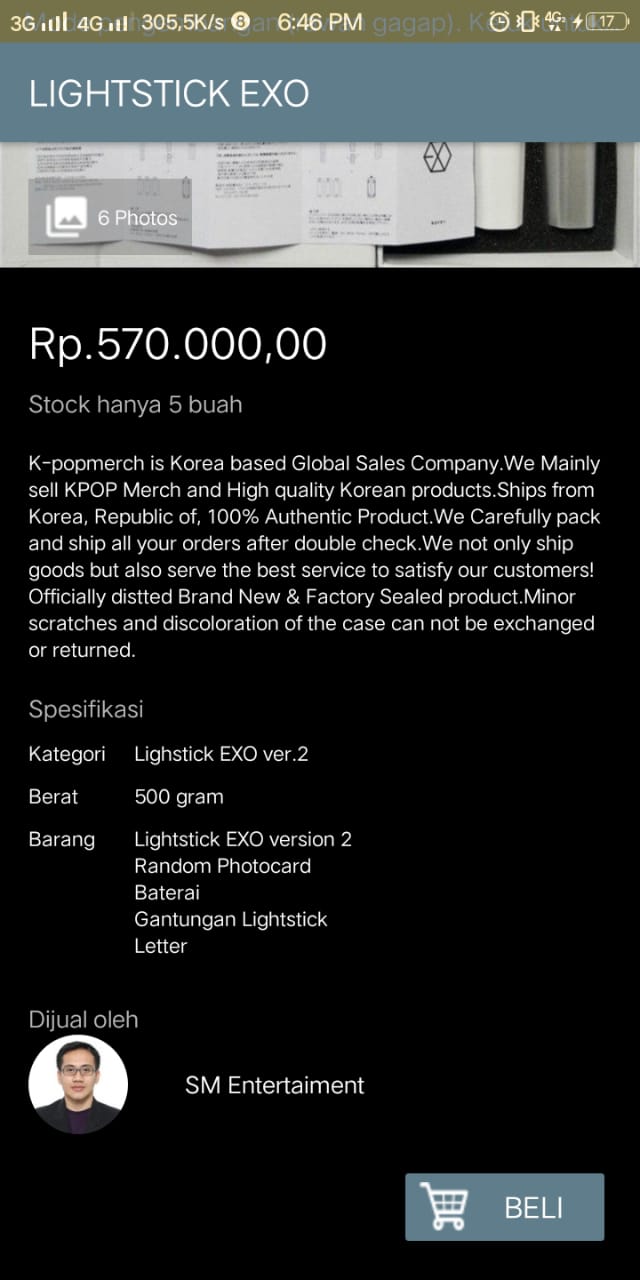 3G 4G 305,5K/s 8 6:46 PM 4G 17
LIGHTSTICK EXO
6 Photos
Rp.570.000,00
Stock hanya 5 buah
K-popmerch is Korea based Global Sales Company.We Mainly
sell KPOP Merch and High quality Korean products.Ships from
Korea, Republic of, 100% Authentic Product.We Carefully pack
and ship all your orders after double check.We not only ship
goods but also serve the best service to satisfy our customers!
Officially distted Brand New & Factory Sealed product.Minor
scratches and discoloration of the case can not be exchanged
or returned.
Spesifikasi
Kategori Lighstick EXO ver.2
Berat 500 gram
Barang Lightstick EXO version 2
Random Photocard
Baterai
Gantungan Lightstick
Letter
Dijual oleh
SM Entertaiment
BELI